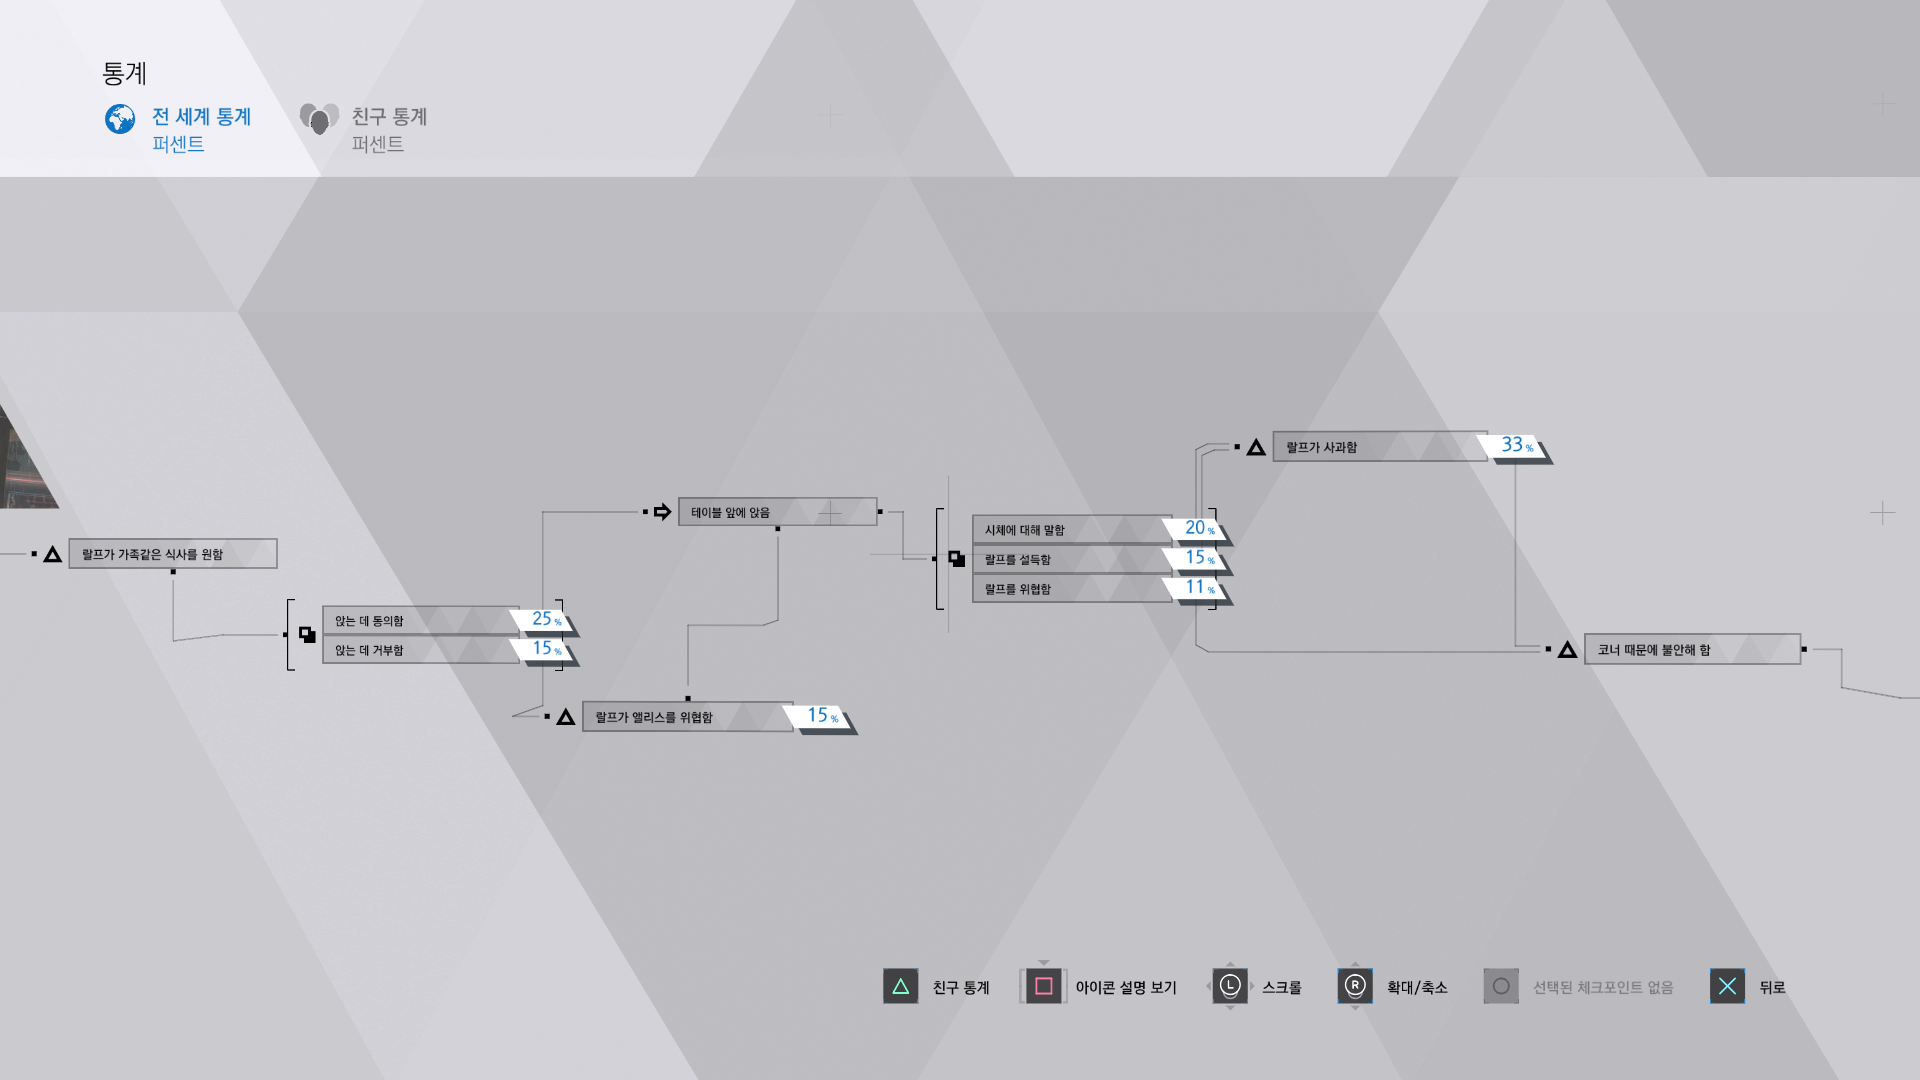 통계
전 세계 통계
퍼센트
친구 통계
퍼센트
랄프가 가족같은 식사를 원함
앉는 데 동의함 25 %
앉는 데 거부함 15 %
테이블 앞에 앉음
랄프가 앨리스를 위협함 15 %
시체에 대해 말함 20 %
랄프를 설득함 15 %
랄프를 위협함 11 %
랄프가 사과함 33 %
코너 때문에 불안해 함
친구 통계
아이콘 설명 보기
L 스크롤
R 확대/축소
선택된 체크포인트 없음
뒤로